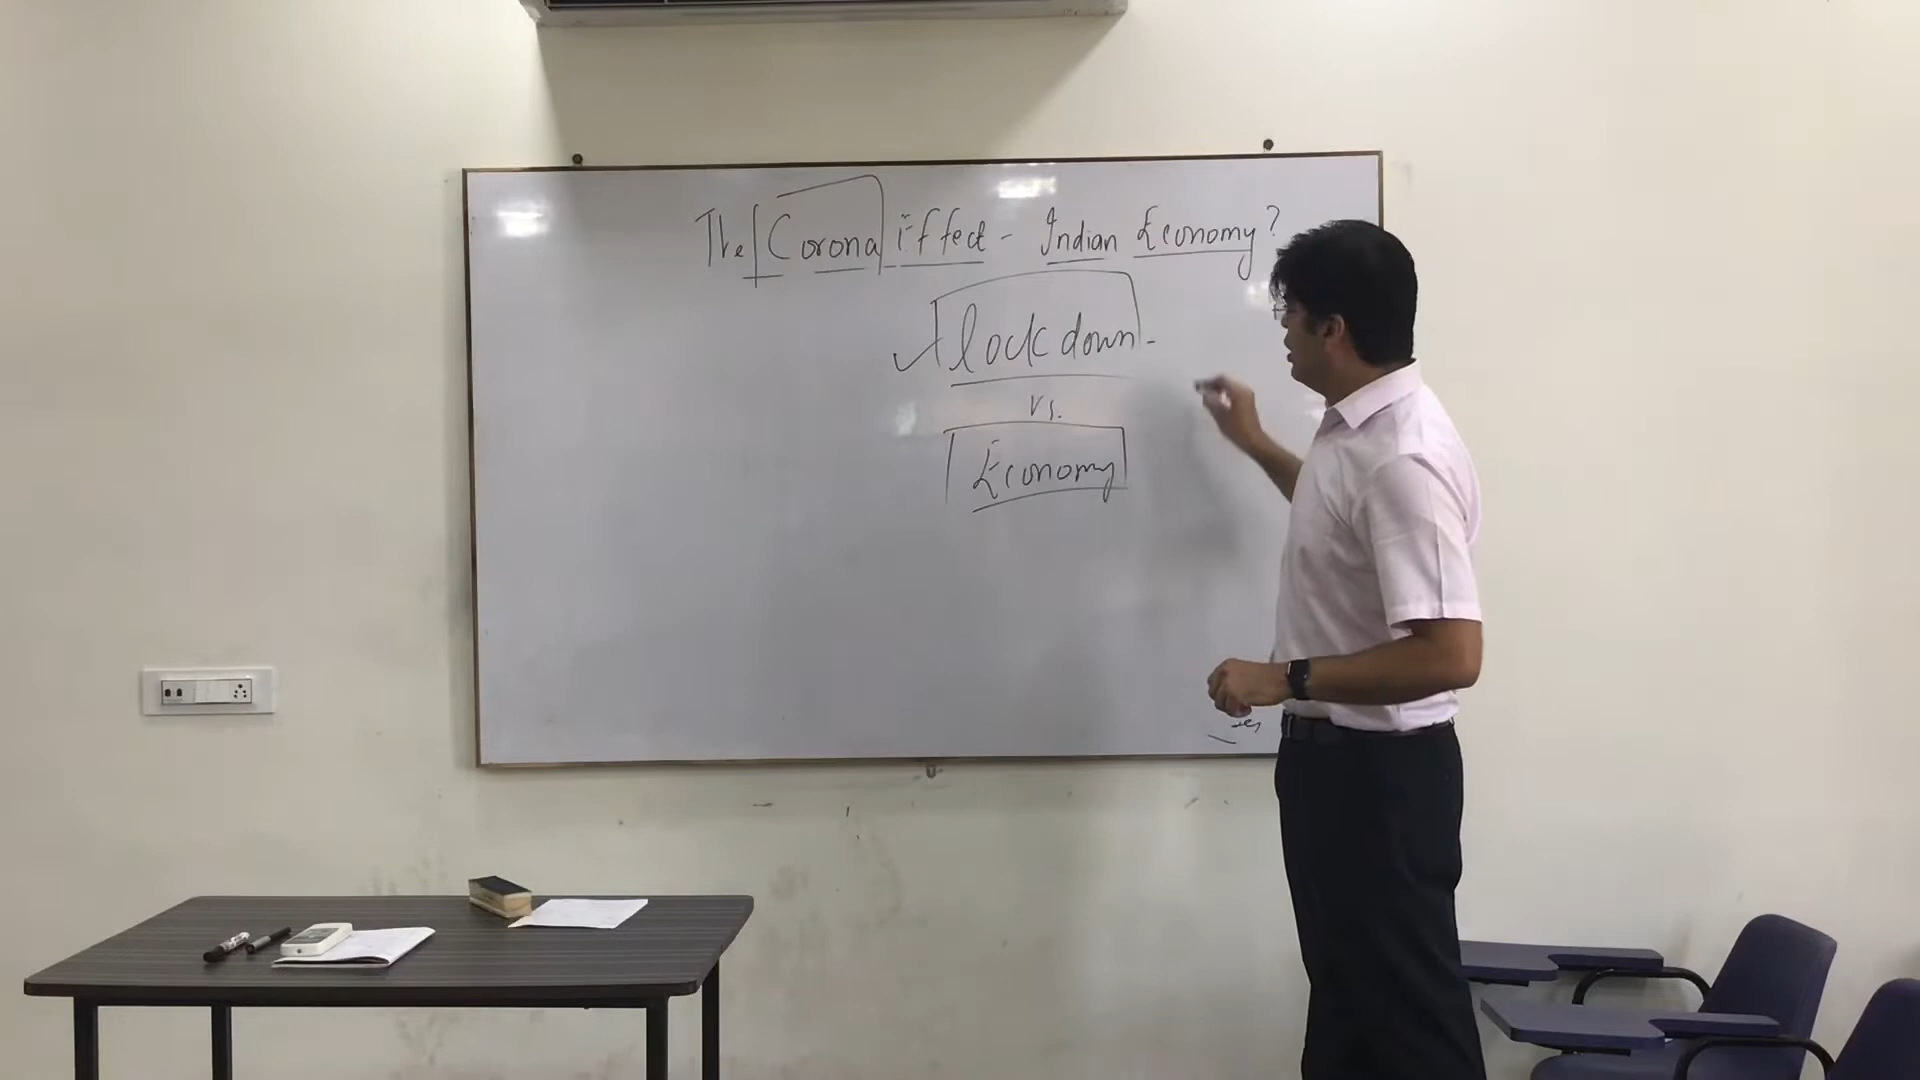 The Corona Effect - Indian Economy?
lockdown -
vs.
Economy